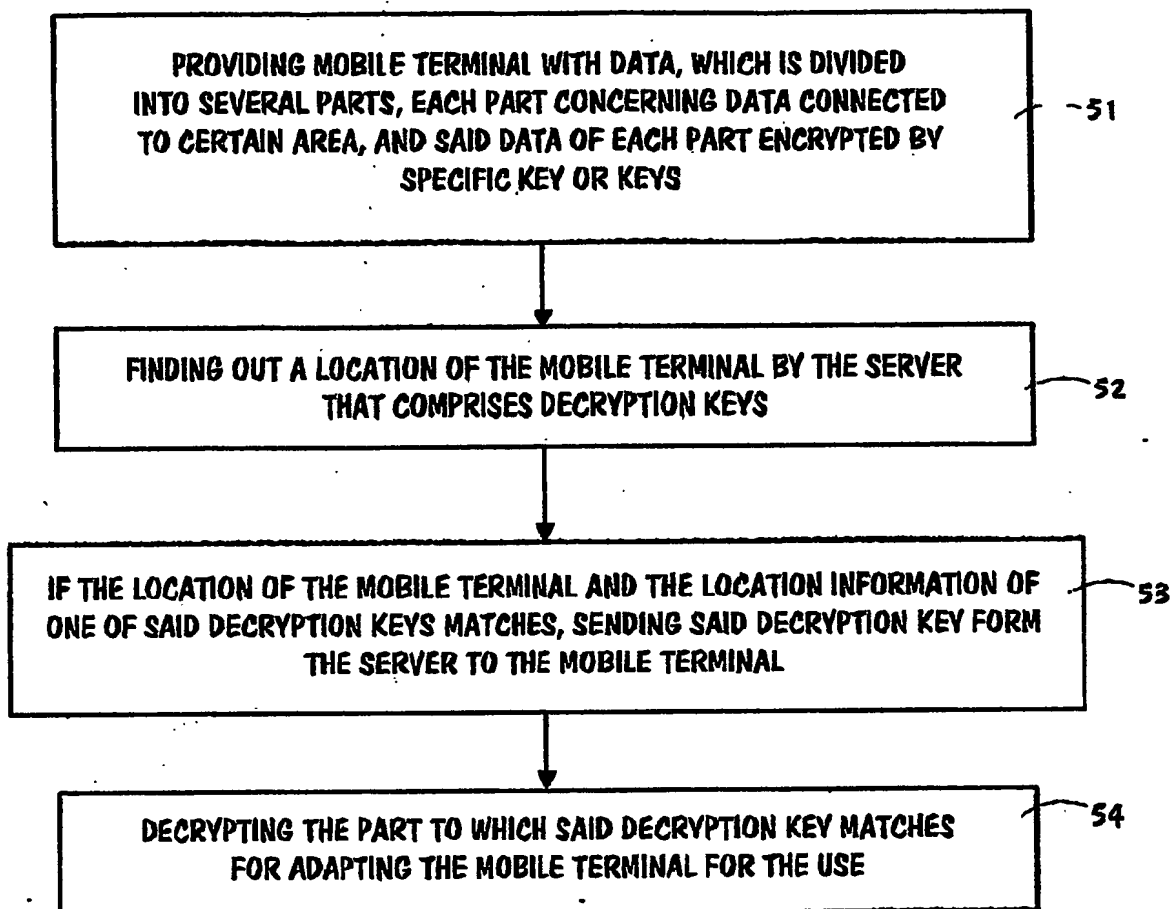 PROVIDING MOBILE TERMINAL WITH DATA, WHICH IS DIVIDED
INTO SEVERAL PARTS, EACH PART CONCERNING DATA CONNECTED
TO CERTAIN AREA, AND SAID DATA OF EACH PART ENCRYPTED BY
SPECIFIC KEY OR KEYS
51
FINDING OUT A LOCATION OF THE MOBILE TERMINAL BY THE SERVER
THAT COMPRISES DECRYPTION KEYS
52
IF THE LOCATION OF THE MOBILE TERMINAL AND THE LOCATION INFORMATION OF
ONE OF SAID DECRYPTION KEYS MATCHES, SENDING SAID DECRYPTION KEY FORM
THE SERVER TO THE MOBILE TERMINAL
53
DECRYPTING THE PART TO WHICH SAID DECRYPTION KEY MATCHES
FOR ADAPTING THE MOBILE TERMINAL FOR THE USE
54